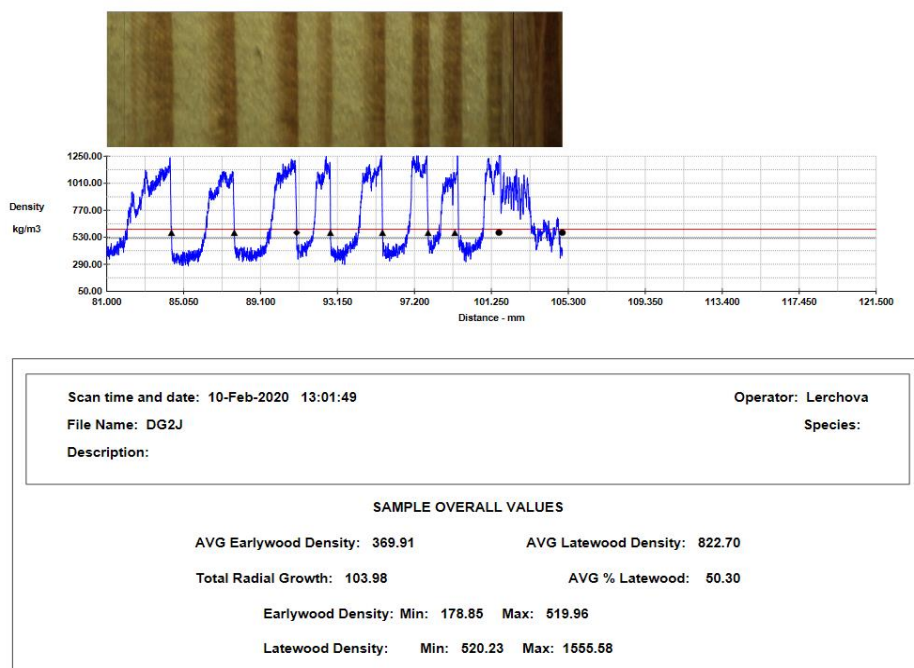 1250.00
1010.00
Density
770.00
kg/m3
530.00
290.00
50.00
81.000 85.050 89.100 93.150 97.200 101.250 105.300 109.350 113.400 117.450 121.500
Distance - mm
Scan time and date: 10-Feb-2020 13:01:49 Operator: Lerchova
File Name: DG2J Species:
Description:
SAMPLE OVERALL VALUES
AVG Earlywood Density: 369.91 AVG Latewood Density: 822.70
Total Radial Growth: 103.98 AVG % Latewood: 50.30
Earlywood Density: Min: 178.85 Max: 519.96
Latewood Density: Min: 520.23 Max: 1555.58